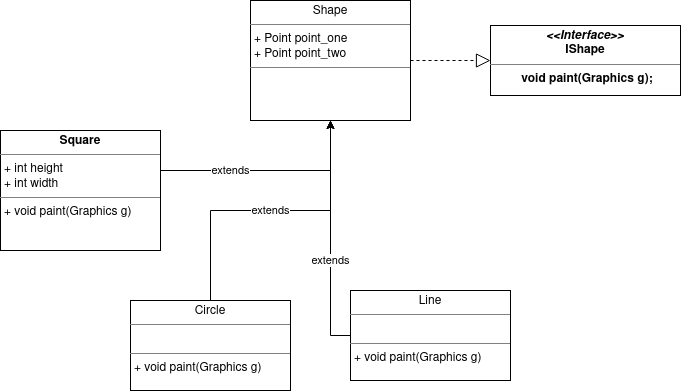 Shape
+ Point point_one
+ Point point_two
<<Interface>>
IShape
void paint(Graphics g);
Square
+ int height
+ int width
+ void paint(Graphics g)
extends
extends
extends
Circle
+ void paint(Graphics g)
Line
+ void paint(Graphics g)